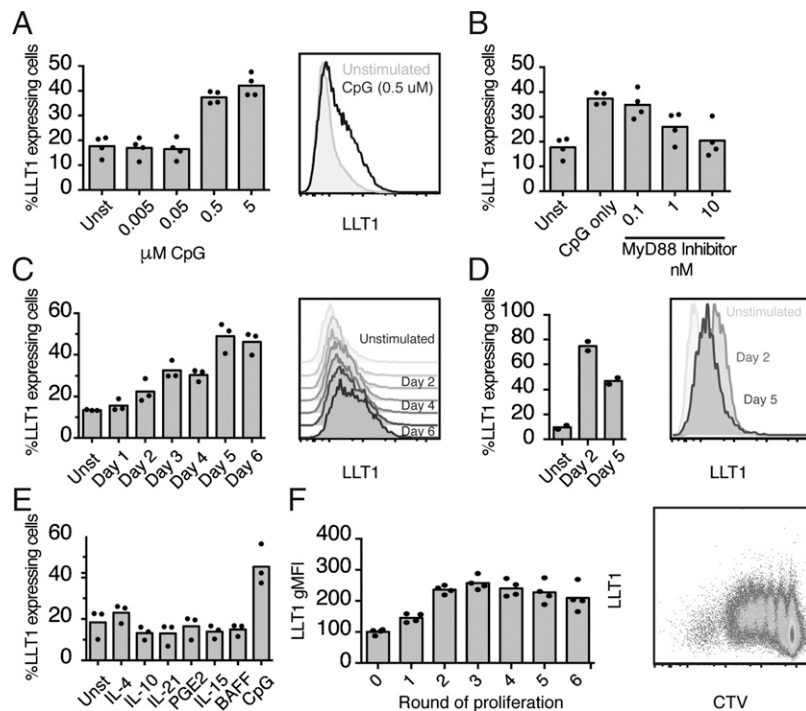 A
%LLT1 expressing cells
50
40
30
20
10
0
Unst
0.005
0.05
0.5
5
μM CpG
Unstimulated
CpG (0.5 uM)
LLT1
B
%LLT1 expressing cells
50
40
30
20
10
0
Unst
CpG only
0.1
1
10
MyD88 Inhibitor
nM
C
%LLT1 expressing cells
60
40
20
0
Unst
Day 1
Day 2
Day 3
Day 4
Day 5
Day 6
Unstimulated
Day 2
Day 4
Day 6
LLT1
D
%LLT1 expressing cells
100
80
60
40
20
0
Unst
Day 2
Day 5
Unstimulated
Day 2
Day 5
LLT1
E
%LLT1 expressing cells
60
40
20
0
Unst
IL-4
IL-10
IL-21
PGE2
IL-15
BAFF
CpG
F
LLT1 gMFI
400
300
200
100
0
0
1
2
3
4
5
6
Round of proliferation
LLT1
CTV